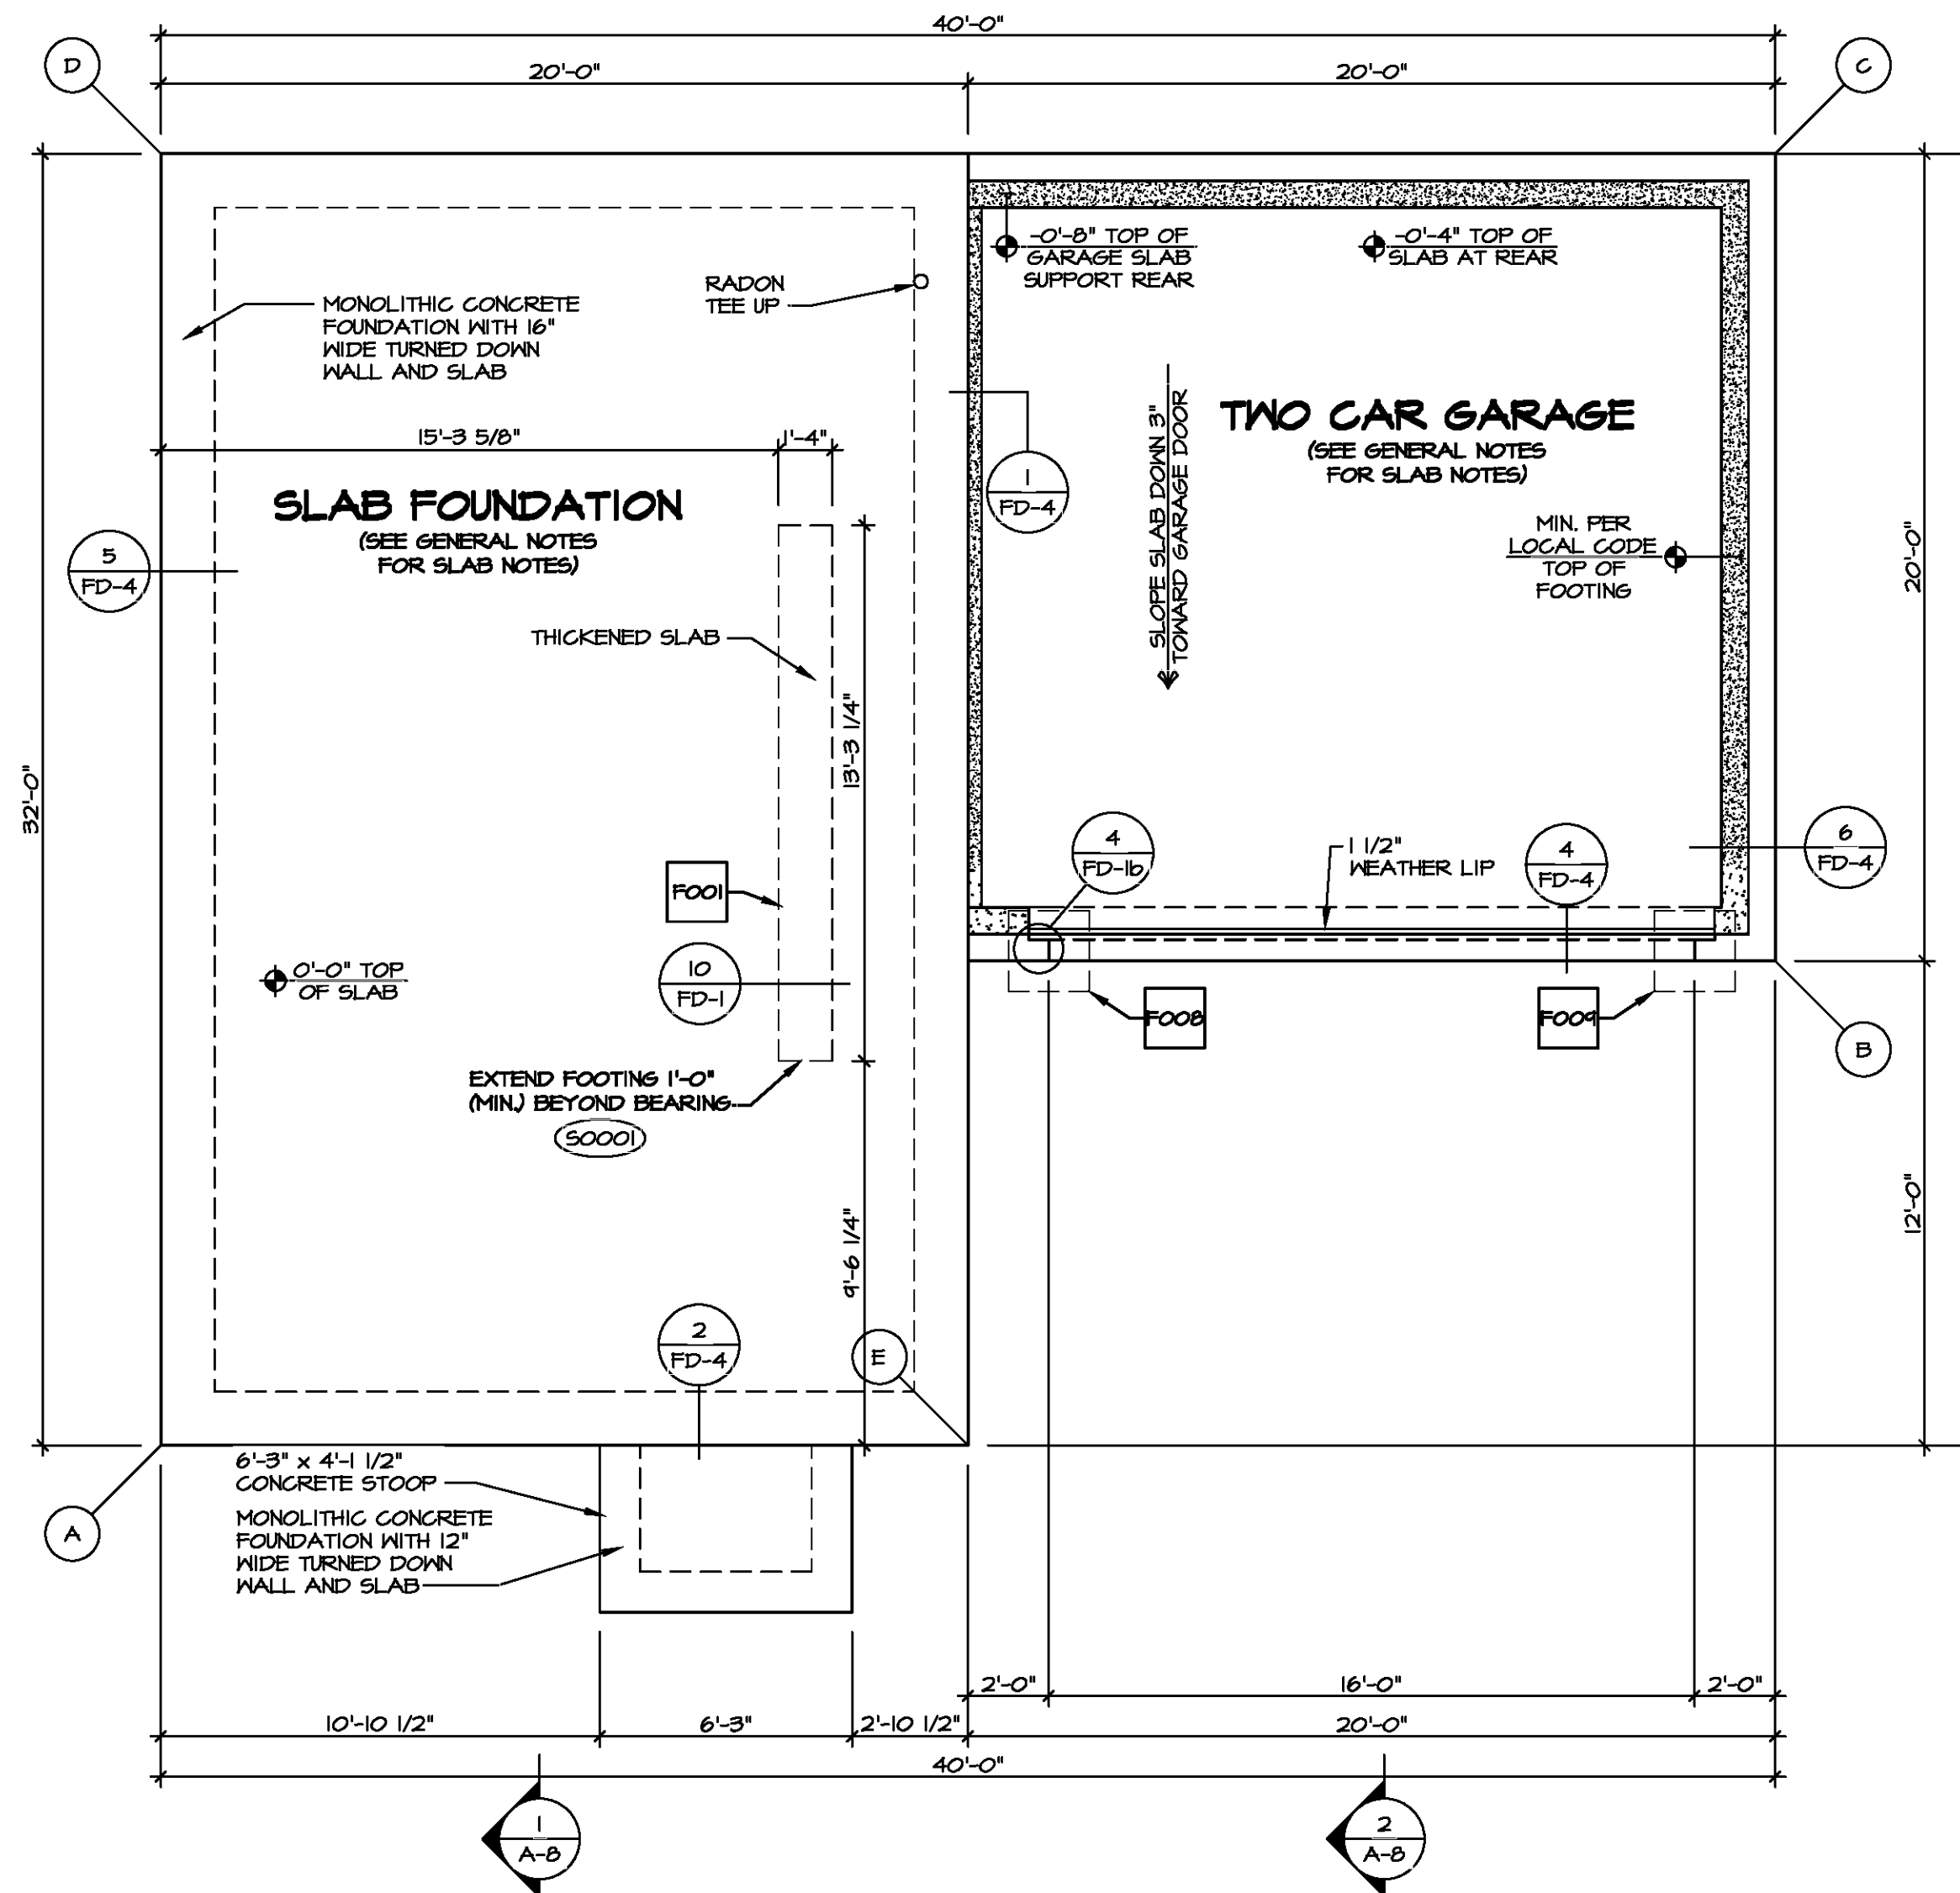 40'-0"
20'-0"
20'-0"
D
C
-0'-8" TOP OF
GARAGE SLAB
SUPPORT REAR
-0'-4" TOP OF
SLAB AT REAR
RADON
TEE UP
MONOLITHIC CONCRETE
FOUNDATION WITH 16"
WIDE TURNED DOWN
WALL AND SLAB
15'-3 5/8"
1'-4"
SLAB FOUNDATION
(SEE GENERAL NOTES
FOR SLAB NOTES)
5
FD-4
1
FD-4
SLOPE SLAB DOWN 3"
TOWARD GARAGE DOOR
TWO CAR GARAGE
(SEE GENERAL NOTES
FOR SLAB NOTES)
MIN. PER
LOCAL CODE
TOP OF
FOOTING
20'-0"
THICKENED SLAB
13'-3 1/4"
32'-0"
F001
10
FD-1
4
FD-1b
1 1/2"
WEATHER LIP
4
FD-4
6
FD-4
0'-0" TOP
OF SLAB
F008
F009
B
EXTEND FOOTING 1'-0"
(MIN.) BEYOND BEARING
S0001
9'-6 1/4"
12'-0"
2
FD-4
E
6'-3" x 4'-1 1/2"
CONCRETE STOOP
MONOLITHIC CONCRETE
FOUNDATION WITH 12"
WIDE TURNED DOWN
WALL AND SLAB
A
2'-0"
16'-0"
2'-0"
10'-10 1/2"
6'-3"
2'-10 1/2"
20'-0"
40'-0"
1
A-8
2
A-8